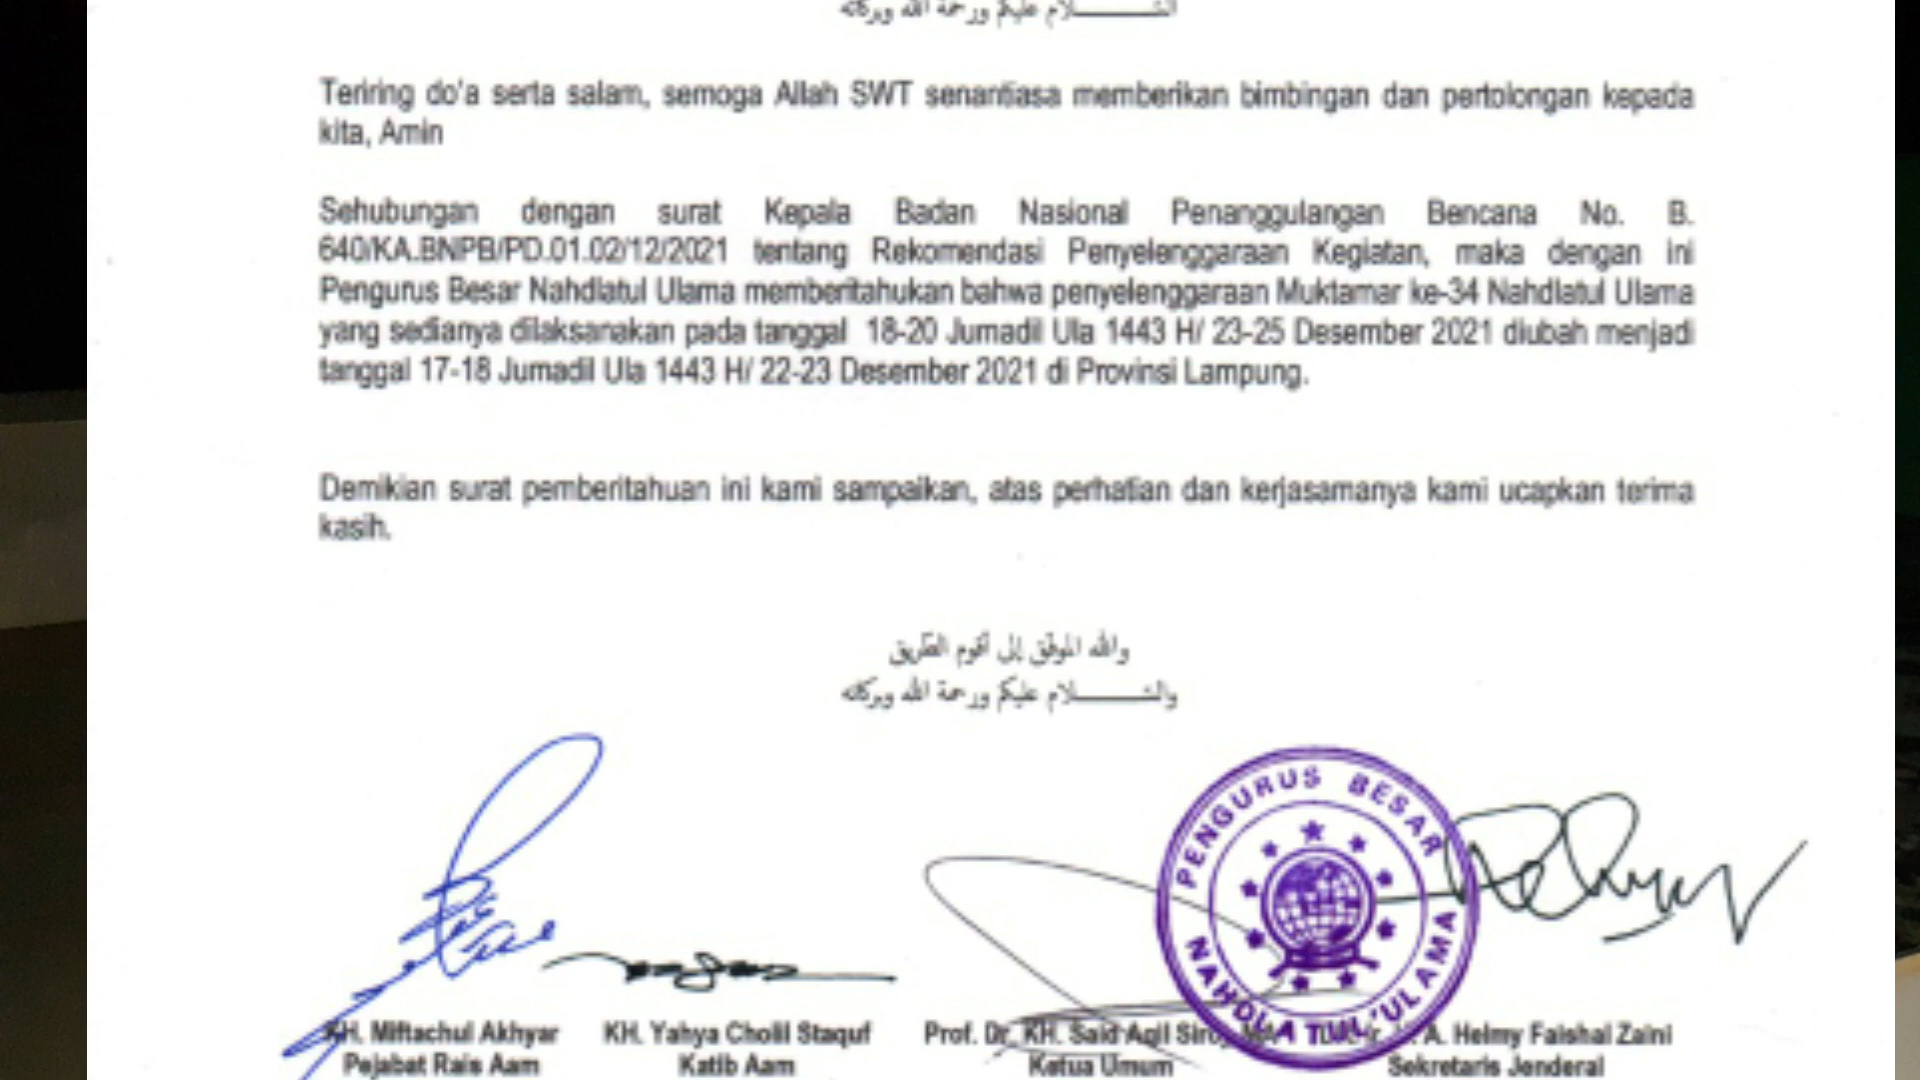 السـلام عليكم ورحمة الله وبركاته
Teriring do'a serta salam, semoga Allah SWT senantiasa memberikan bimbingan dan pertolongan kepada
kita, Amin
Sehubungan dengan surat Kepala Badan Nasional Penanggulangan Bencana No. B.
640/KA.BNPB/PD.01.02/12/2021 tentang Rekomendasi Penyelenggaraan Kegiatan, maka dengan ini
Pengurus Besar Nahdlatul Ulama memberitahukan bahwa penyelenggaraan Muktamar ke-34 Nahdlatul Ulama
yang sedianya dilaksanakan pada tanggal 18-20 Jumadil Ula 1443 H/ 23-25 Desember 2021 diubah menjadi
tanggal 17-18 Jumadil Ula 1443 H/ 22-23 Desember 2021 di Provinsi Lampung.
Demikian surat pemberitahuan ini kami sampaikan, atas perhatian dan kerjasamanya kami ucapkan terima
kasih.
والله الموفق إلى أقوم الطريق
والسـلام عليكم ورحمة الله وبركاته
PENGURUS BESAR
NAHDLATUL 'ULAMA
KH. Miftachul Akhyar KH. Yahya Cholil Staquf Prof. Dr. KH. Said Aqil Siroj, A. Helmy Faishal Zaini
Pejabat Rais Aam Katib Aam Ketua Umum Sekretaris Jenderal